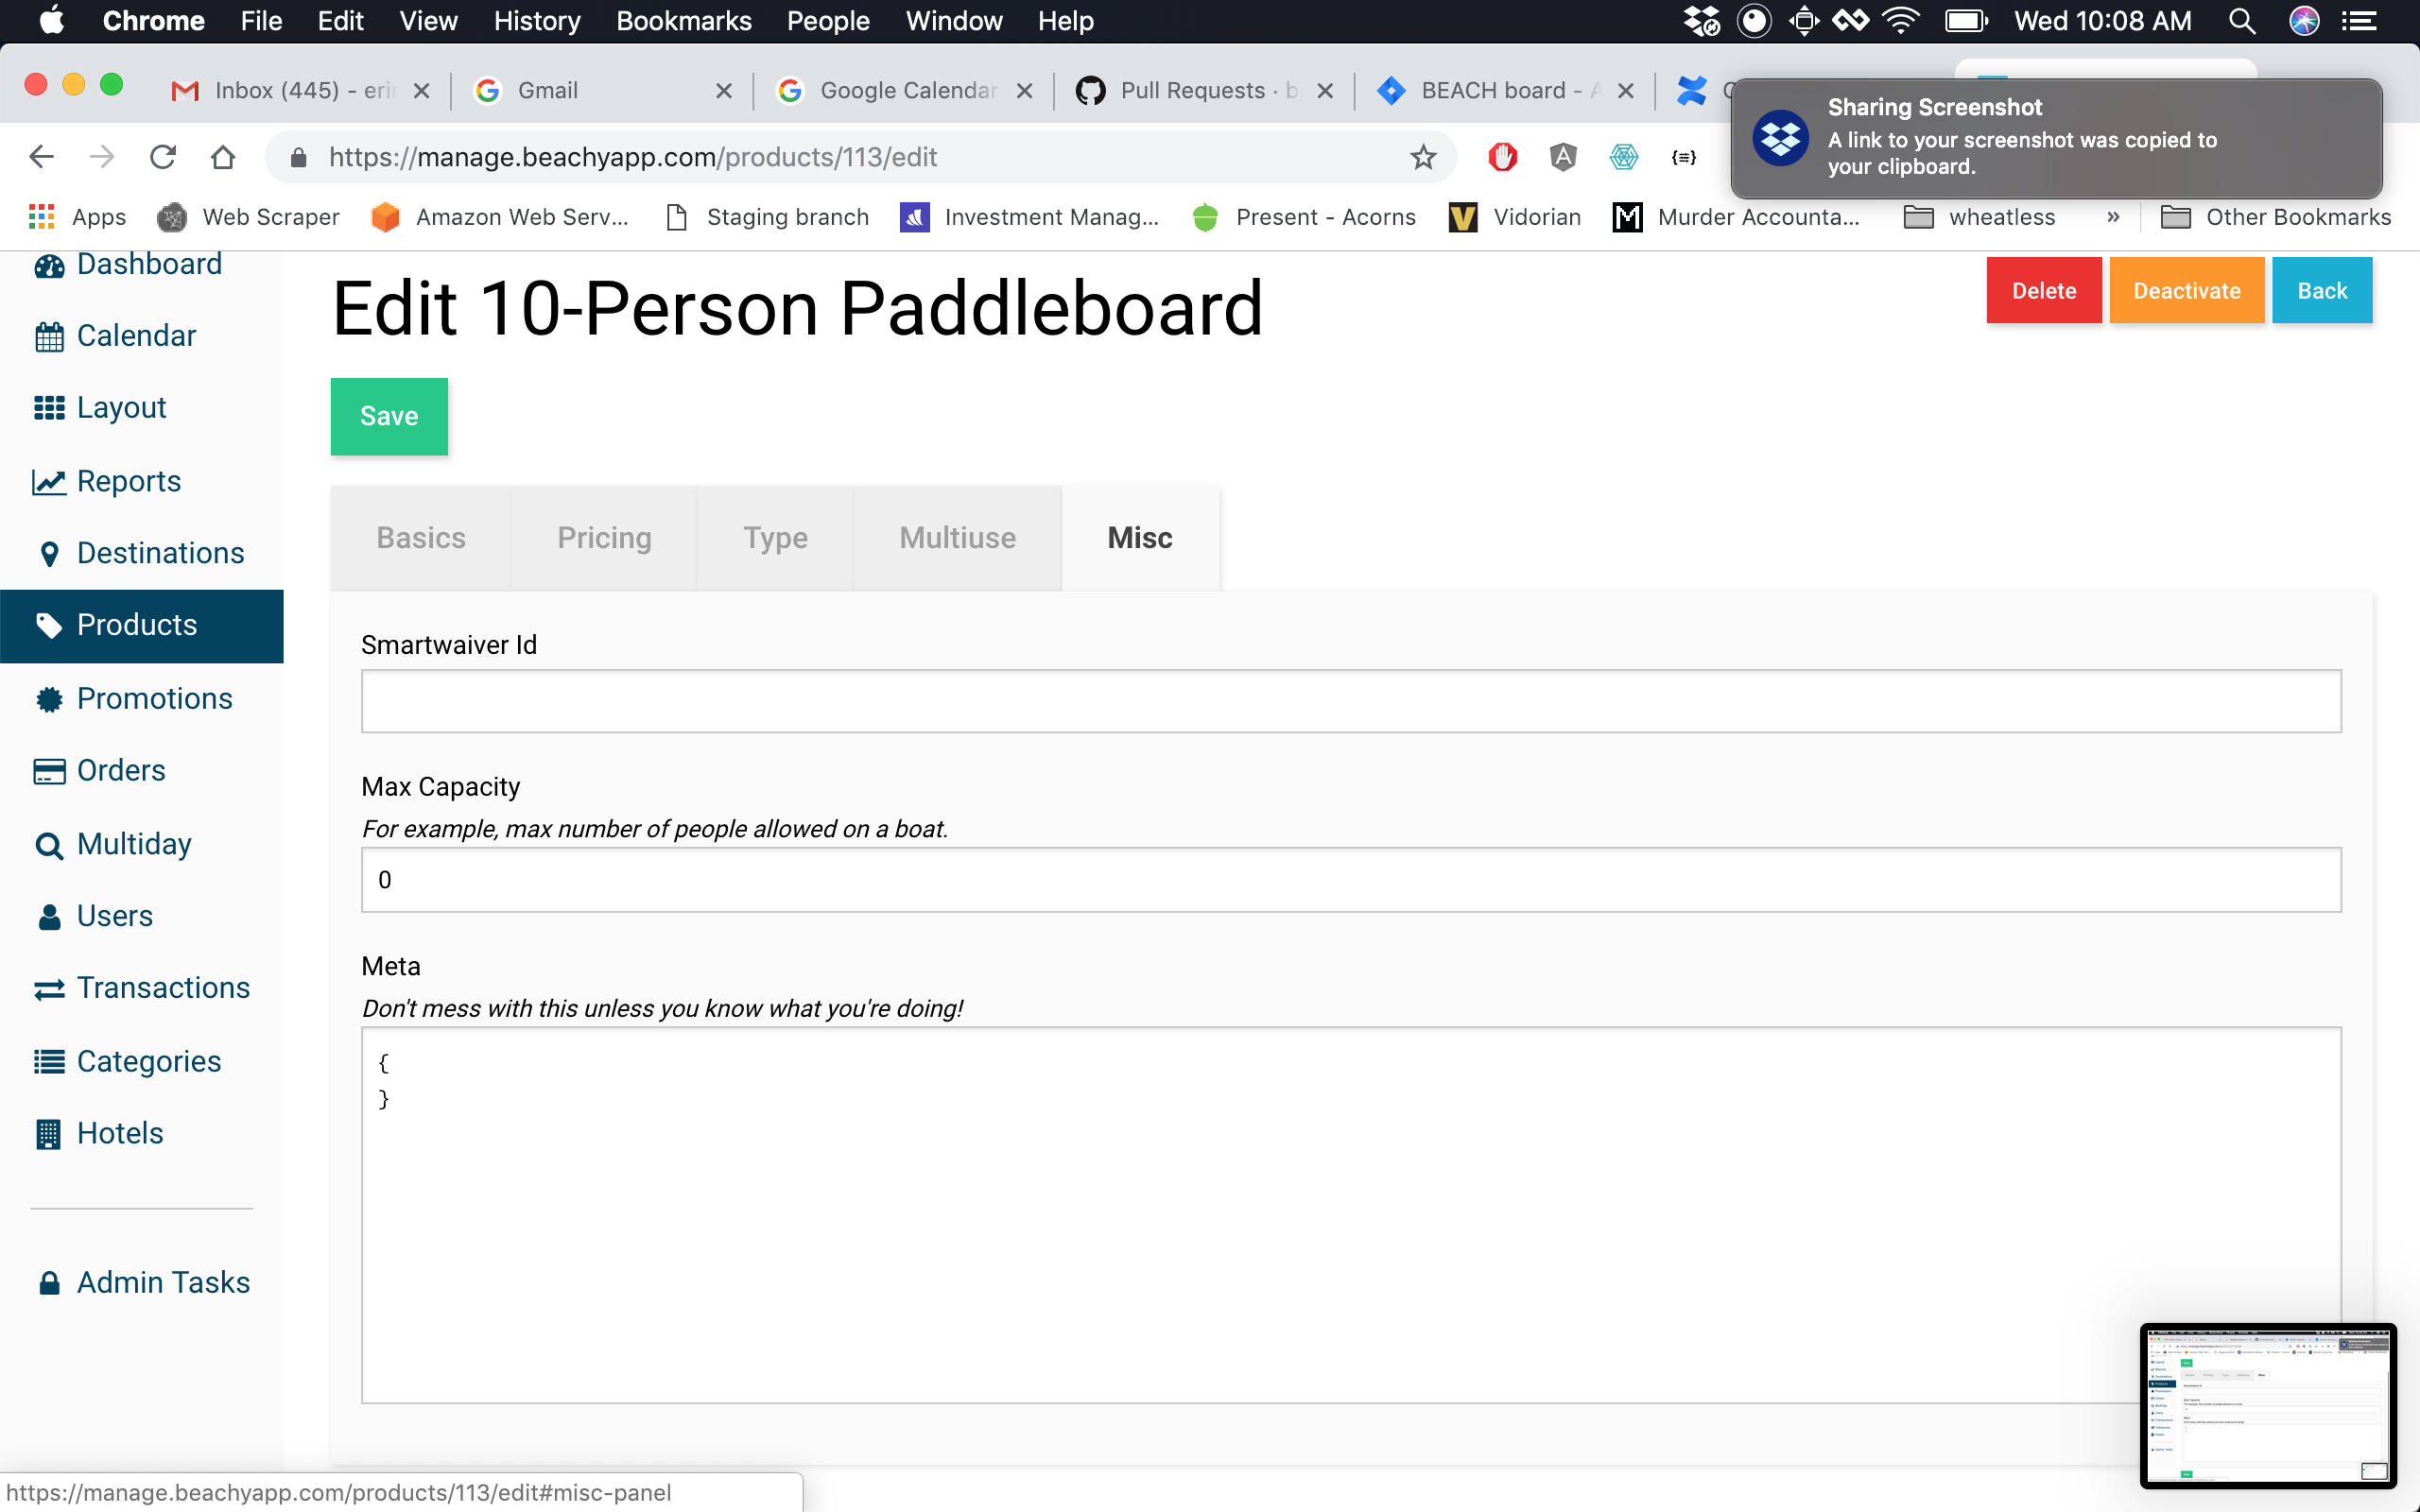 Chrome File Edit View History Bookmarks People Window Help Wed 10:08 AM
Inbox (445) - erin Gmail Google Calendar Pull Requests · b BEACH board - A C
Sharing Screenshot
A link to your screenshot was copied to
your clipboard.
https://manage.beachyapp.com/products/113/edit
Apps Web Scraper Amazon Web Serv... Staging branch Investment Manag... Present - Acorns Vidorian Murder Accounta... wheatless » Other Bookmarks
Dashboard
Calendar
Layout
Reports
Destinations
Products
Promotions
Orders
Multiday
Users
Transactions
Categories
Hotels
Admin Tasks
Edit 10-Person Paddleboard
Delete Deactivate Back
Save
Basics Pricing Type Multiuse Misc
Smartwaiver Id
Max Capacity
For example, max number of people allowed on a boat.
0
Meta
Don't mess with this unless you know what you're doing!
{
}
https://manage.beachyapp.com/products/113/edit#misc-panel